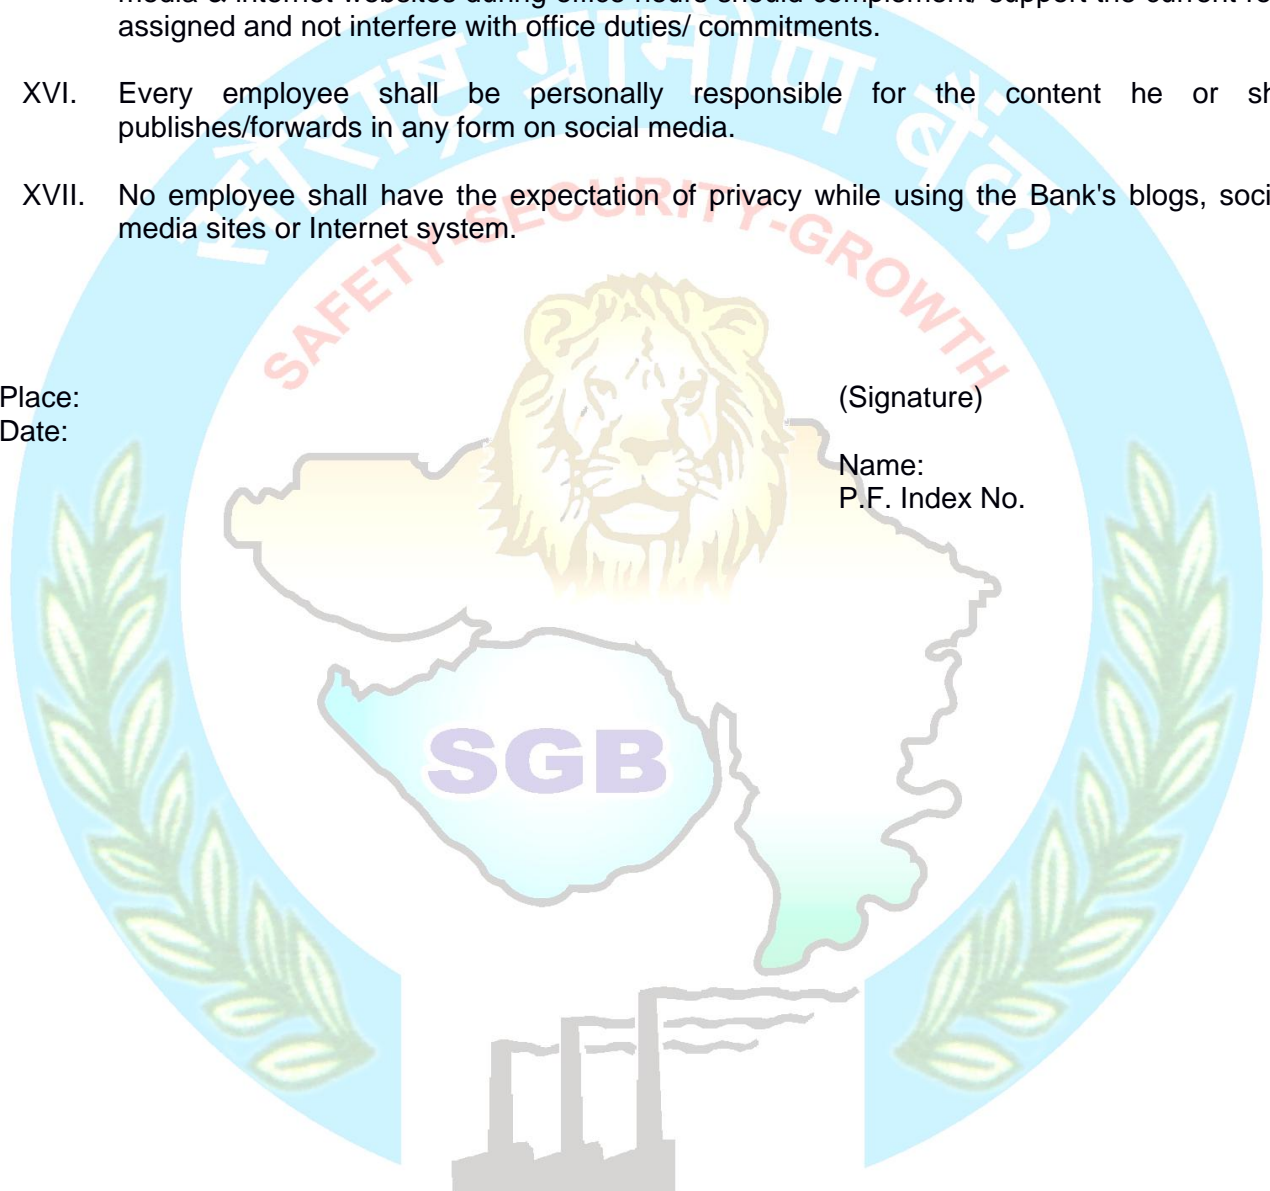 assigned and not interfere with office duties/ commitments.
XVI. Every employee shall be personally responsible for the content he or
publishes/forwards in any form on social media.
XVII. No employee shall have the expectation of privacy while using the Bank's blogs,
media sites or Internet system.
सौराष्ट्र ग्रामीण बैंक
SAFETY-SECURITY-GROWTH
Place: (Signature)
Date:
Name:
P.F. Index No.
SGB